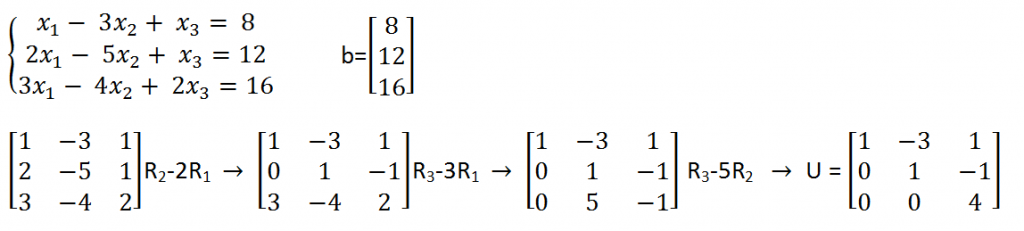 x₁ − 3x₂ + x₃ = 8
2x₁ − 5x₂ + x₃ = 12
3x₁ − 4x₂ + 2x₃ = 16
b= [8 12 16]
[1 −3 1 2 −5 1 3 −4 2] R₂-2R₁ → [1 −3 1 0 1 −1 3 −4 2] R₃-3R₁ → [1 −3 1 0 1 −1 0 5 −1] R₃-5R₂ → U = [1 −3 1 0 1 −1 0 0 4]